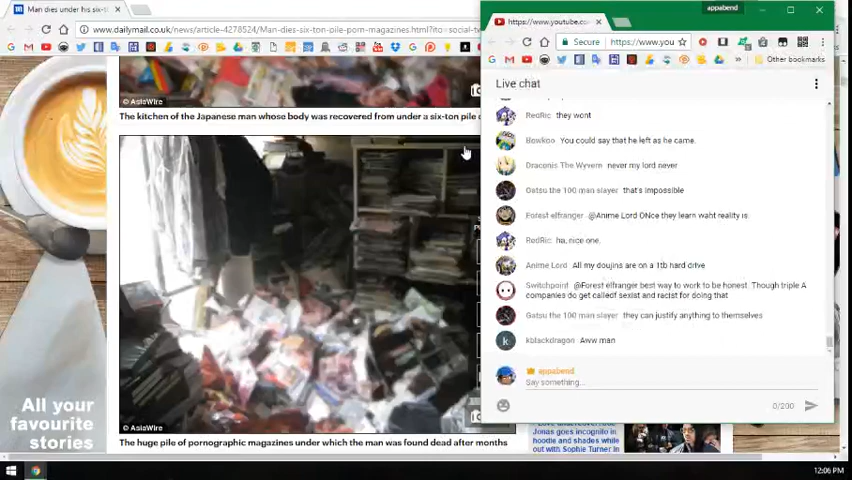 Man dies under his six-t
www.dailymail.co.uk/news/article-4278524/Man-dies-six-ton-pile-porn-magazines.html?ito=social-t
© AsiaWire
The kitchen of the Japanese man whose body was recovered from under a six-ton pile
© AsiaWire
The huge pile of pornographic magazines under which the man was found dead after months
All your
favourite
stories
Jonas goes incognito in
hoodie and shades while
out with Sophie Turner in
appabend
https://www.youtube.c
Secure
https://www.you
Other bookmarks
Live chat
RedRic they wont
Bowkoo You could say that he left as he came.
Draconis The Wyvern never my lord never
Gatsu the 100 man slayer that's impossible
Forest elfranger @Anime Lord ONce they learn waht reality is
RedRic ha, nice one.
Anime Lord All my doujins are on a 1tb hard drive
Switchpoint @Forest elfranger best way to work to be honest. Though triple A
companies do get calledf sexist and racist for doing that
Gatsu the 100 man slayer they can justify anything to themselves
kblackdragon Aww man
appabend
Say something...
0/200
12:06 PM